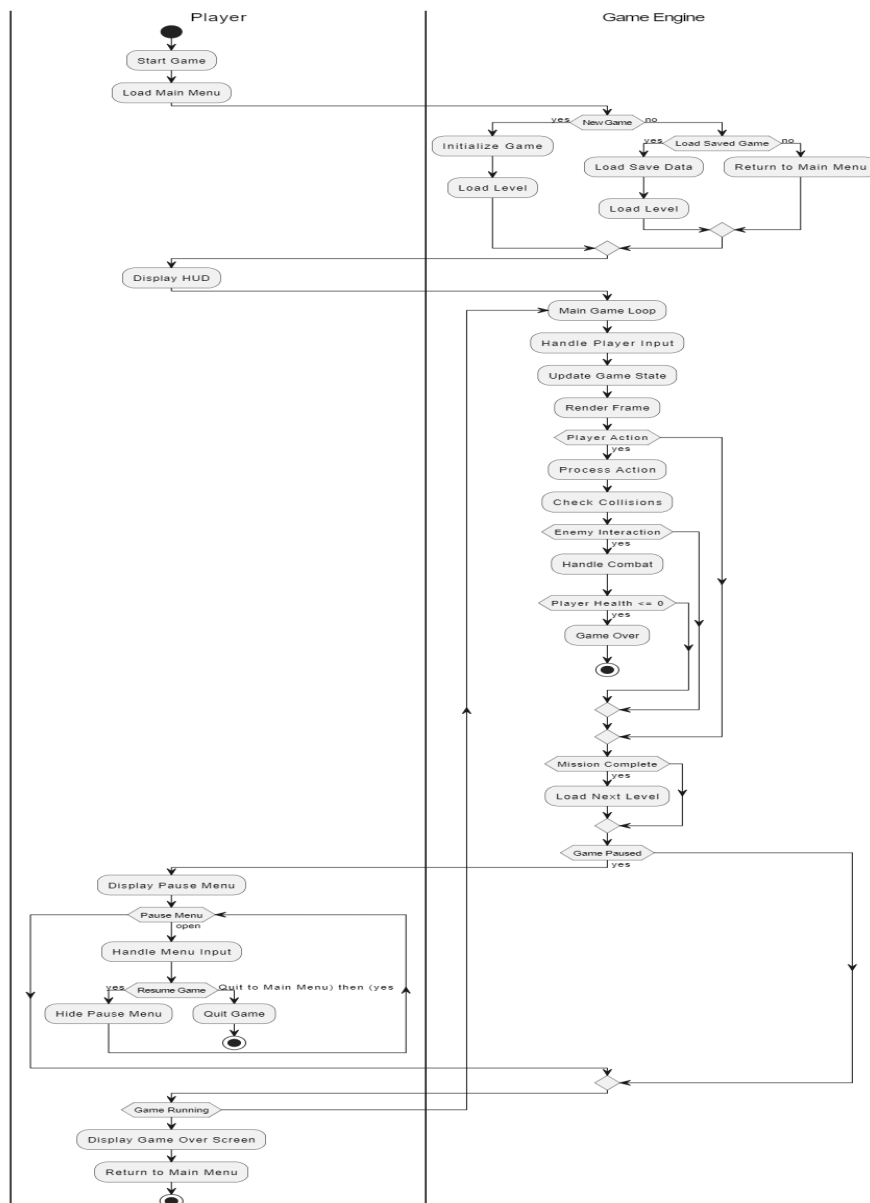 Player
Game Engine
Start Game
Load Main Menu
yes
New Game
no
Initialize Game
yes
Load Saved Game
no
Load Level
Load Save Data
Return to Main Menu
Load Level
Display HUD
Main Game Loop
Handle Player Input
Update Game State
Render Frame
Player Action
yes
Process Action
Check Collisions
Enemy Interaction
yes
Handle Combat
Player Health <= 0
yes
Game Over
Mission Complete
yes
Load Next Level
Game Paused
yes
Display Pause Menu
Pause Menu
open
Handle Menu Input
yes
Resume Game
Quit to Main Menu) then (yes
Hide Pause Menu
Quit Game
Game Running
Display Game Over Screen
Return to Main Menu